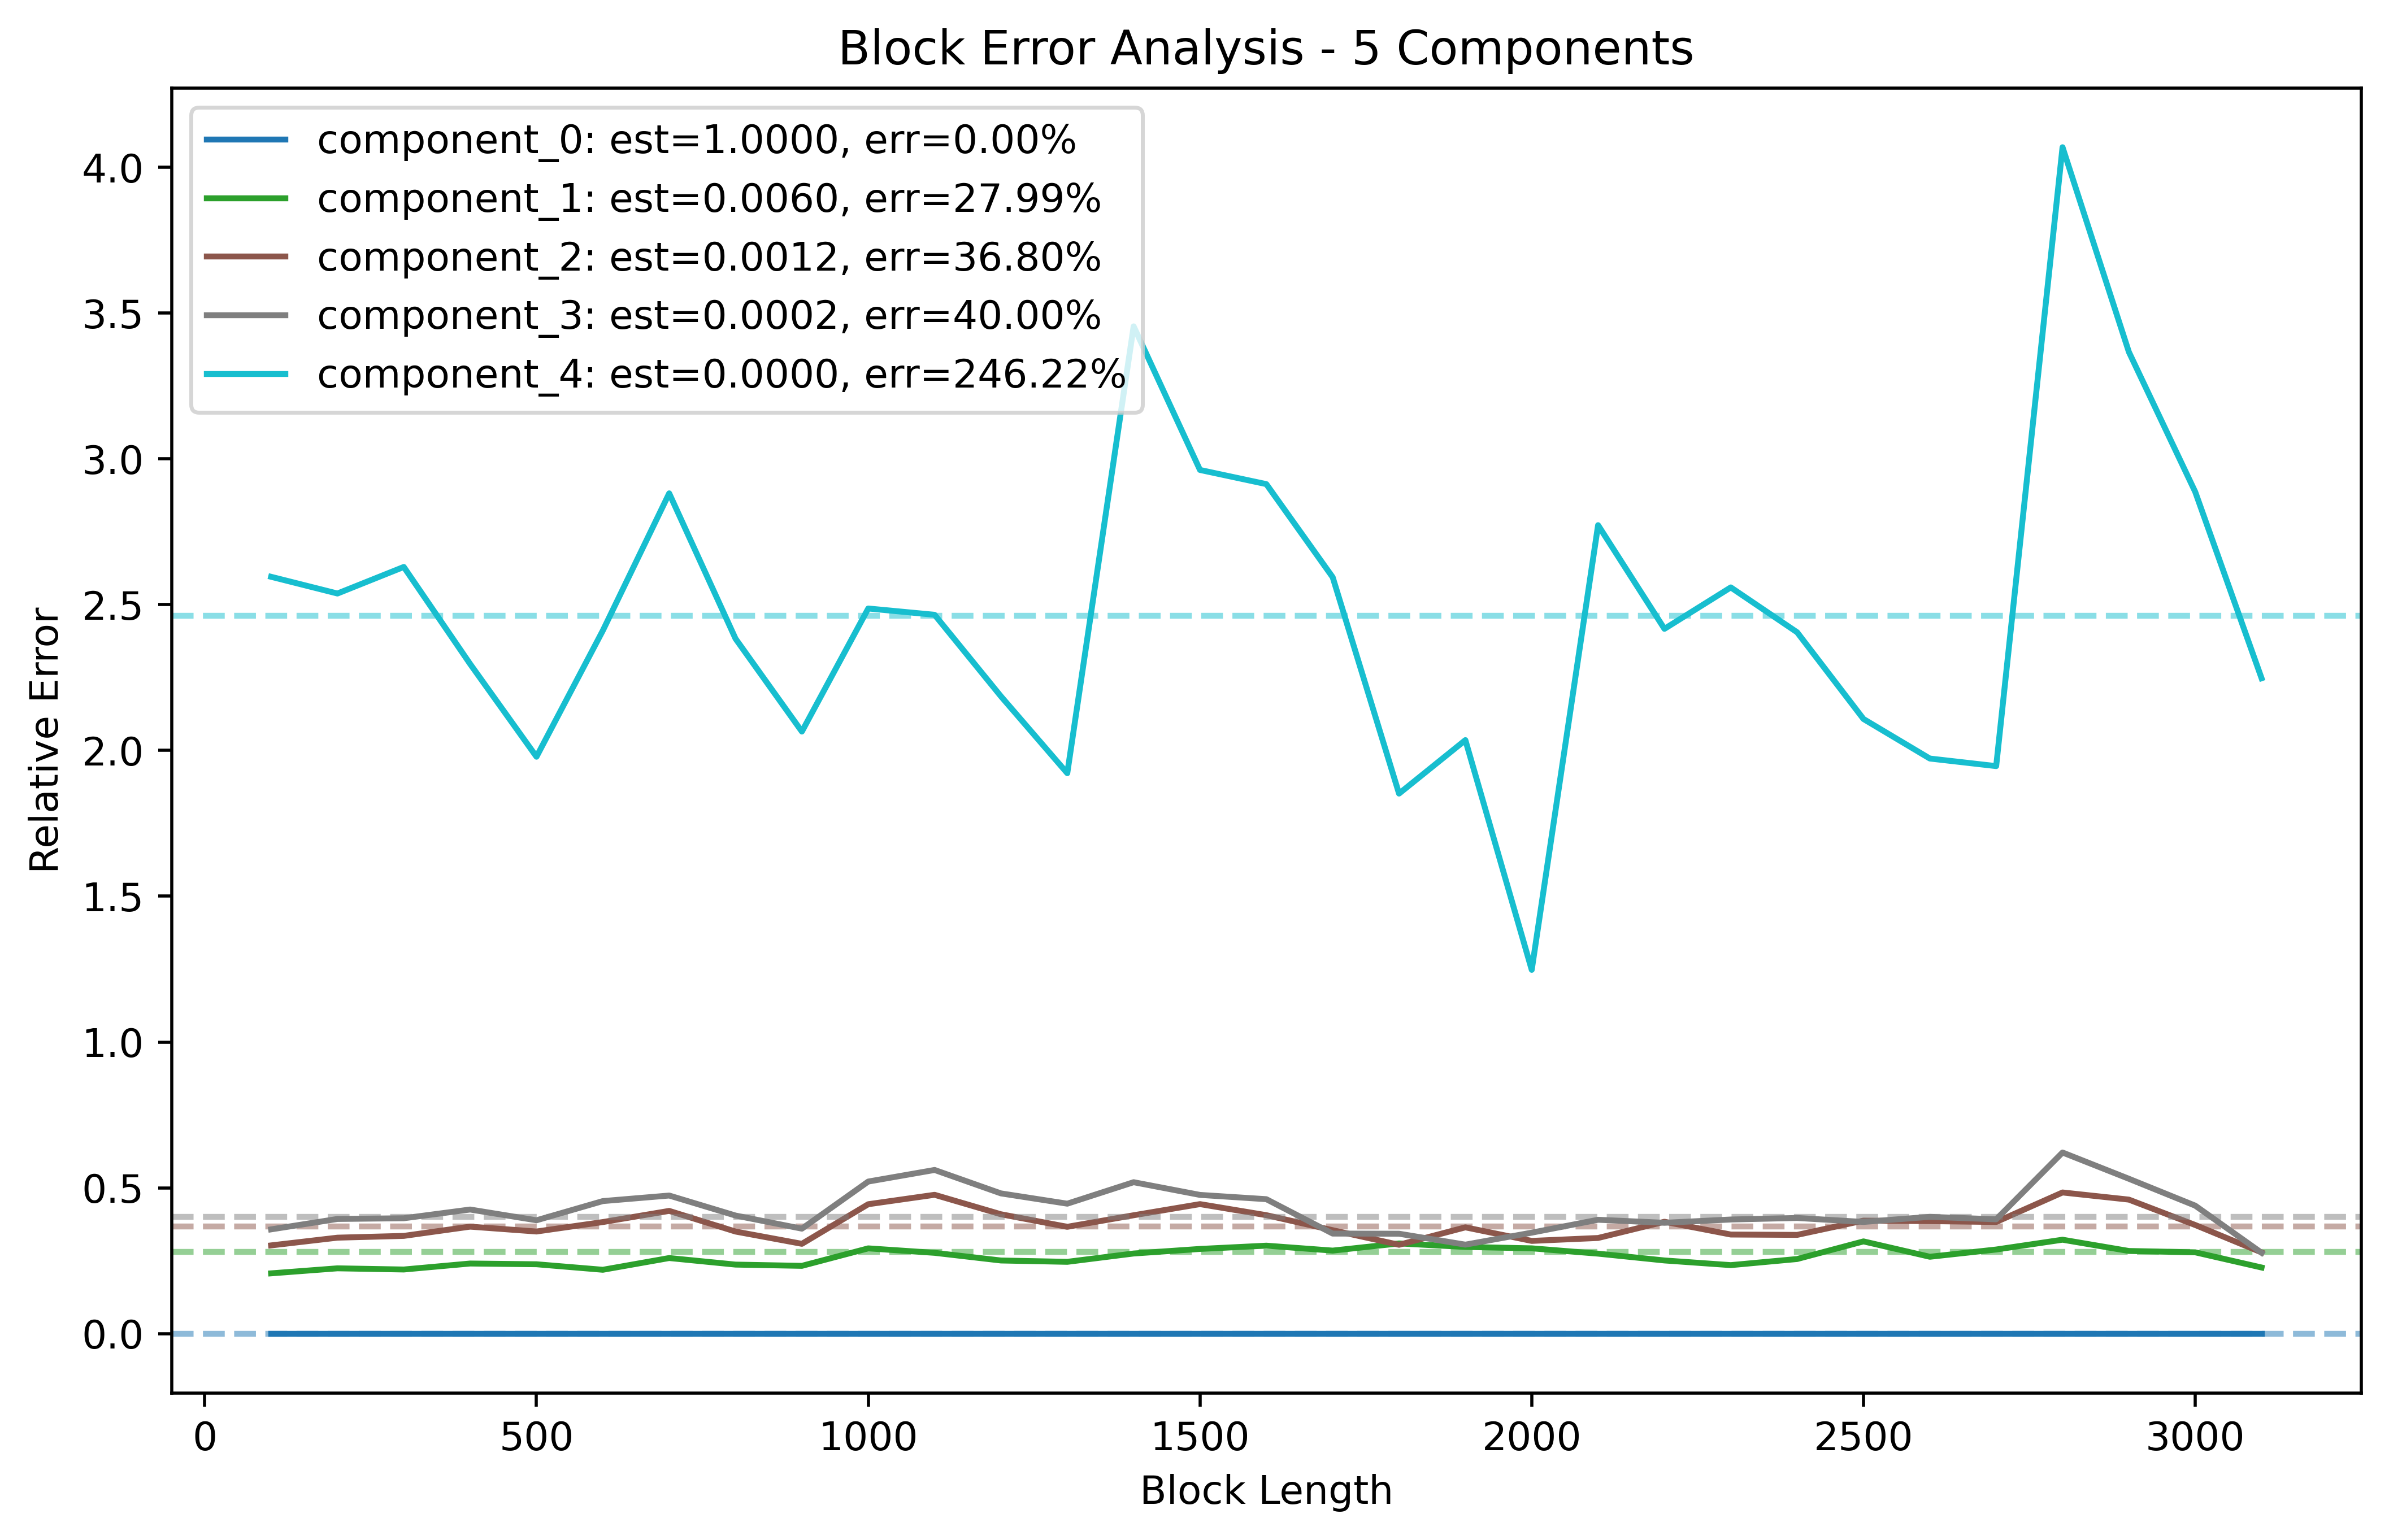 Block Error Analysis - 5 Components
component_0: est=1.0000, err=0.00%
component_1: est=0.0060, err=27.99%
component_2: est=0.0012, err=36.80%
component_3: est=0.0002, err=40.00%
component_4: est=0.0000, err=246.22%
4.0
3.5
3.0
2.5
2.0
1.5
1.0
0.5
0.0
Relative Error
0 500 1000 1500 2000 2500 3000
Block Length